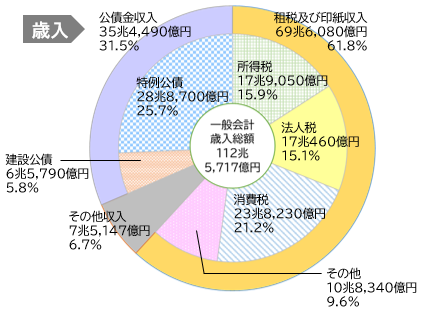 歳入
公債金収入
35兆4,490億円
31.5%
租税及び印紙収入
69兆6,080億円
61.8%
特例公債
28兆8,700億円
25.7%
所得税
17兆9,050億円
15.9%
一般会計
歳入総額
112兆
5,717億円
法人税
17兆460億円
15.1%
建設公債
6兆5,790億円
5.8%
消費税
23兆8,230億円
21.2%
その他収入
7兆5,147億円
6.7%
その他
10兆8,340億円
9.6%